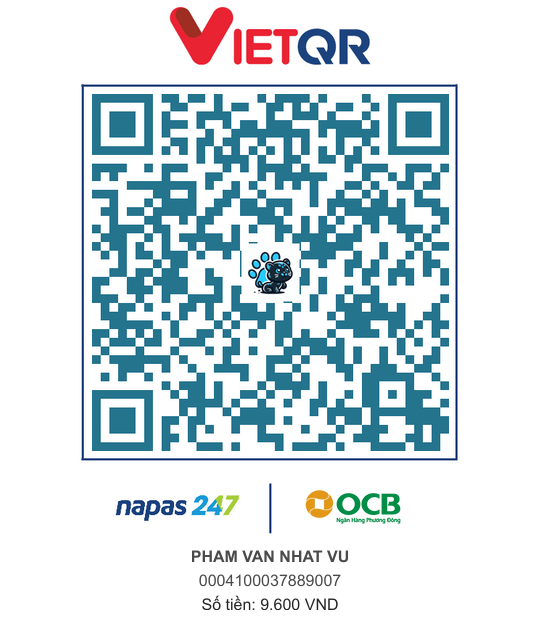 VIETQR
napas 247
OCB
Ngân Hàng Phương Đông
PHAM VAN NHAT VU
0004100037889007
Số tiền: 9.600 VND